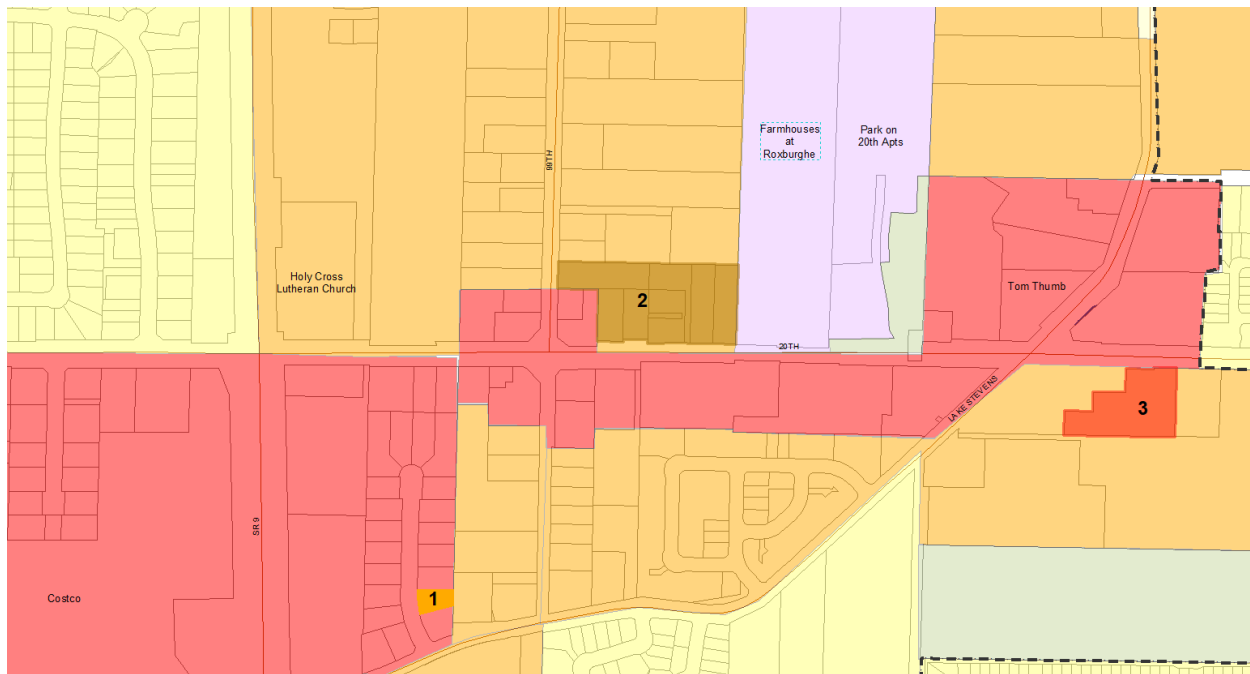 Farmhouses
at
Roxburghe
Park on
20th Apts
99TH
Holy Cross
Lutheran Church
2
Tom Thumb
20TH
LAKE STEVENS
3
SR 9
Costco
1